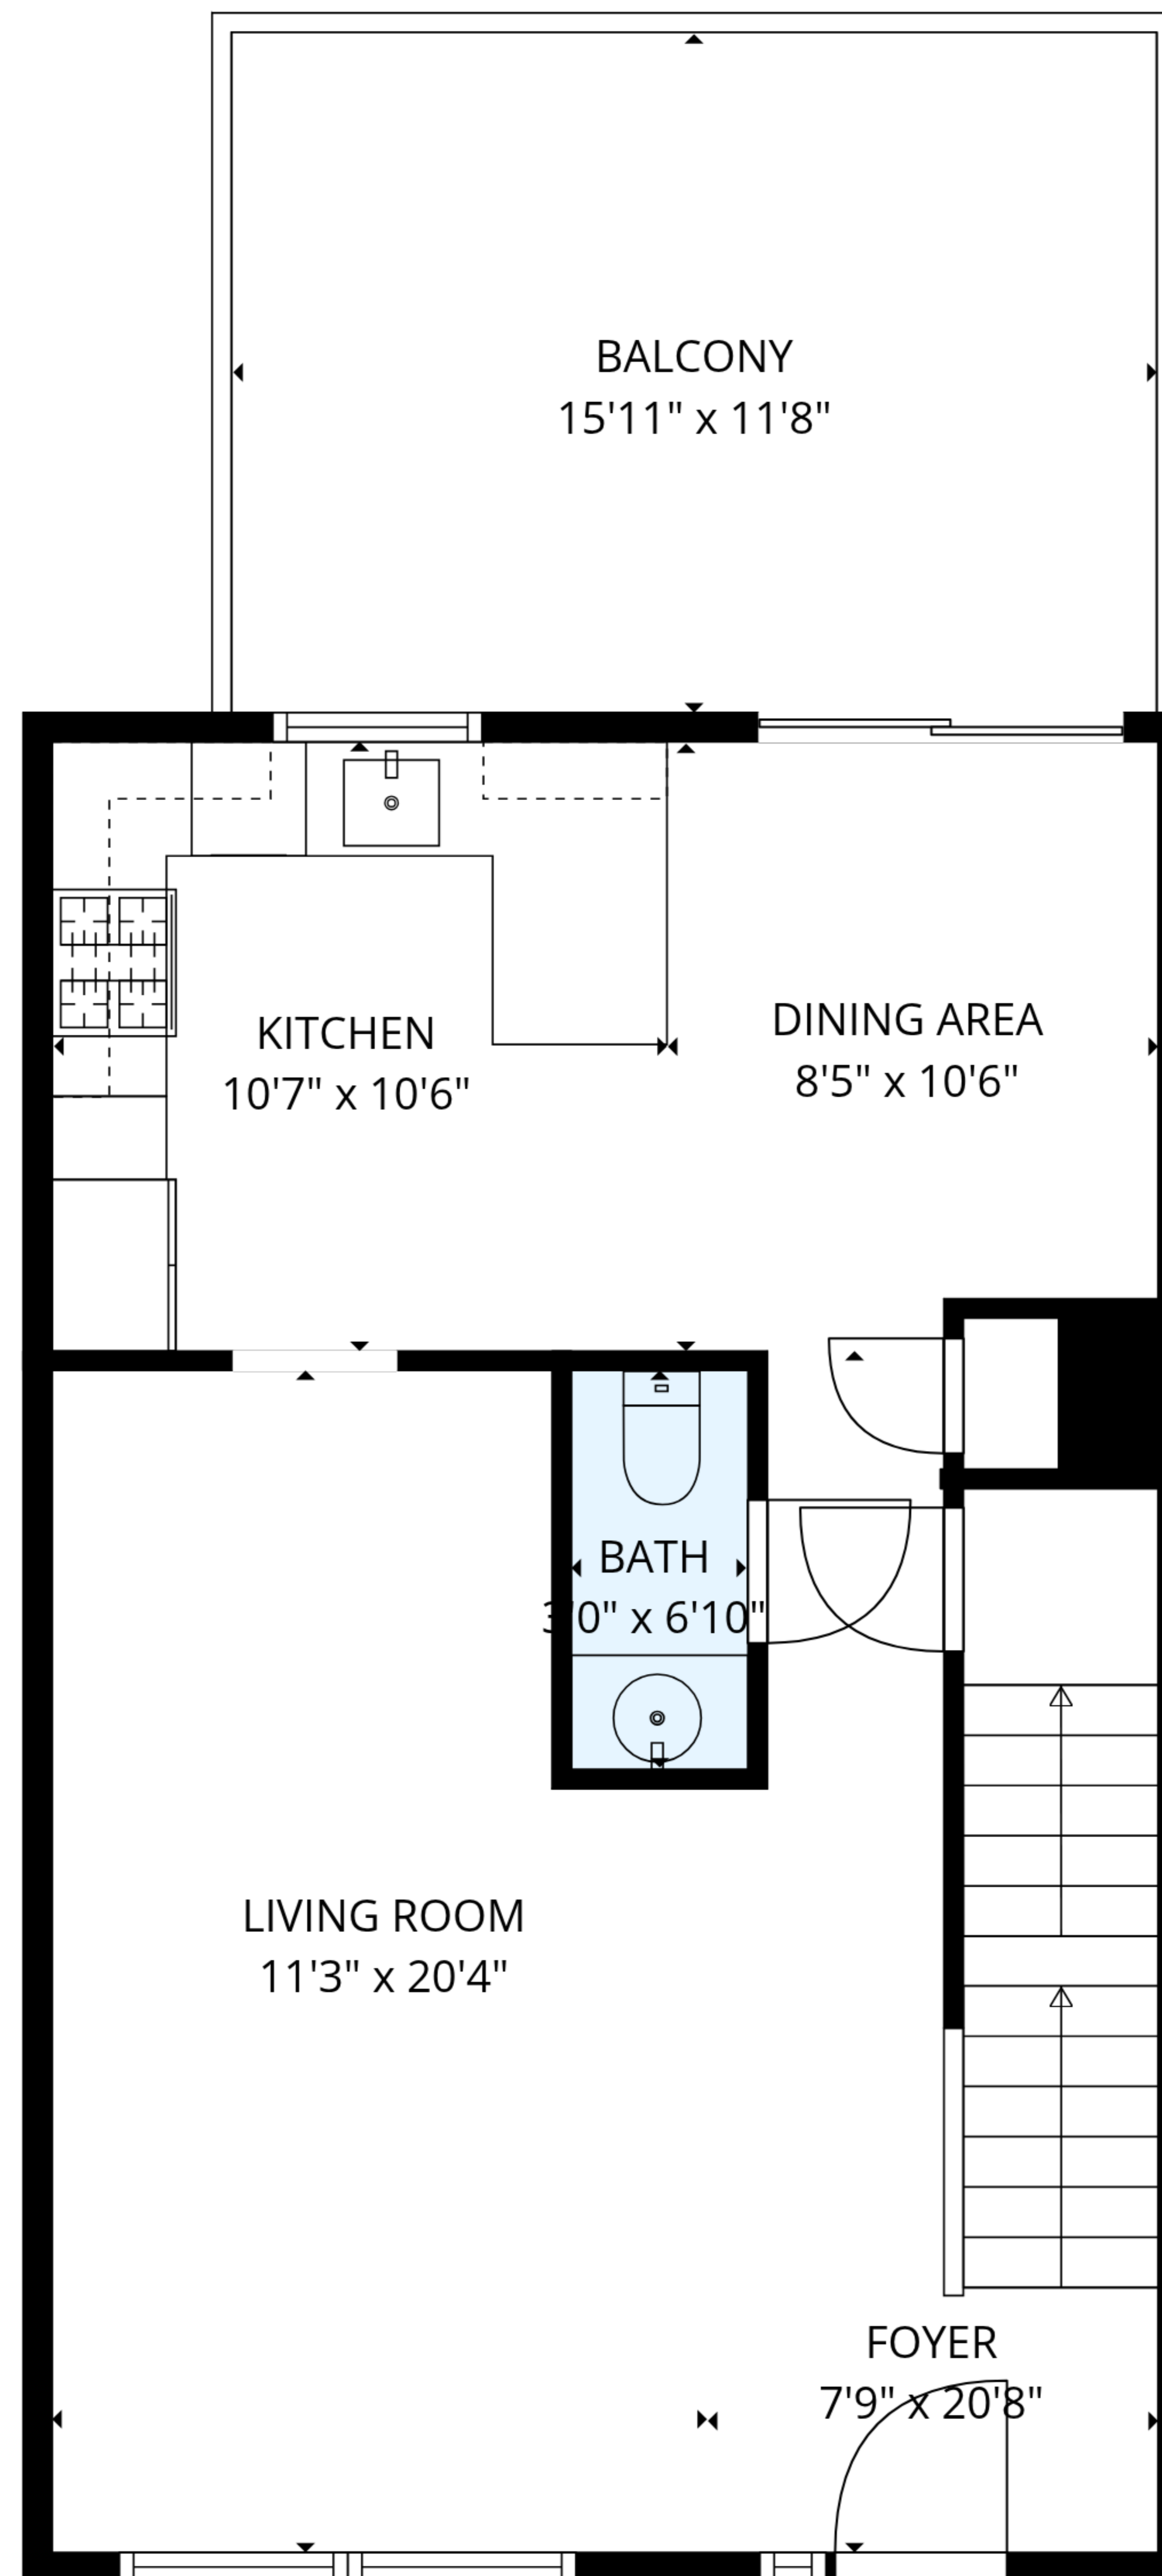 BALCONY
15'11" x 11'8"
KITCHEN
10'7" x 10'6"
DINING AREA
8'5" x 10'6"
BATH
3'0" x 6'10"
LIVING ROOM
11'3" x 20'4"
FOYER
7'9" x 20'8"